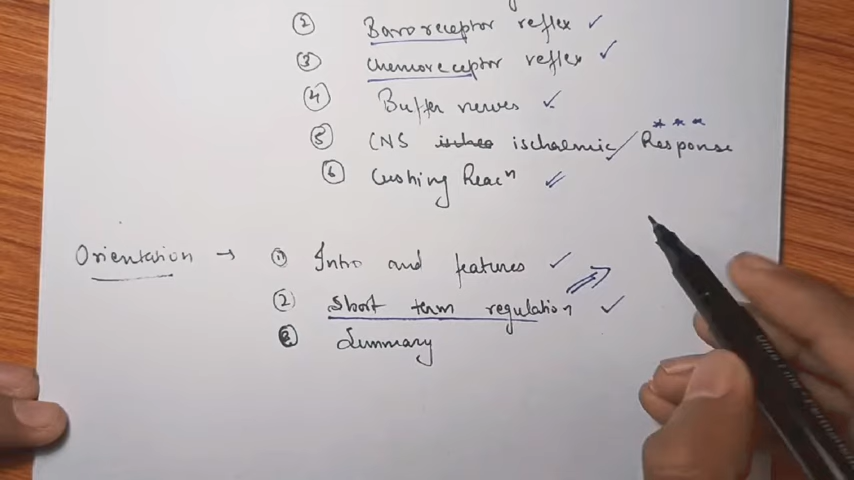 ② Baroreceptor reflex ✓
③ Chemoreceptor reflex ✓
④ Buffer nerves ✓
⑤ CNS ischaemic / Response ***
⑥ Cushing Reacⁿ ✓
Orientation → ① Intro and features ✓
② Short term regulation ✓
③ Summary